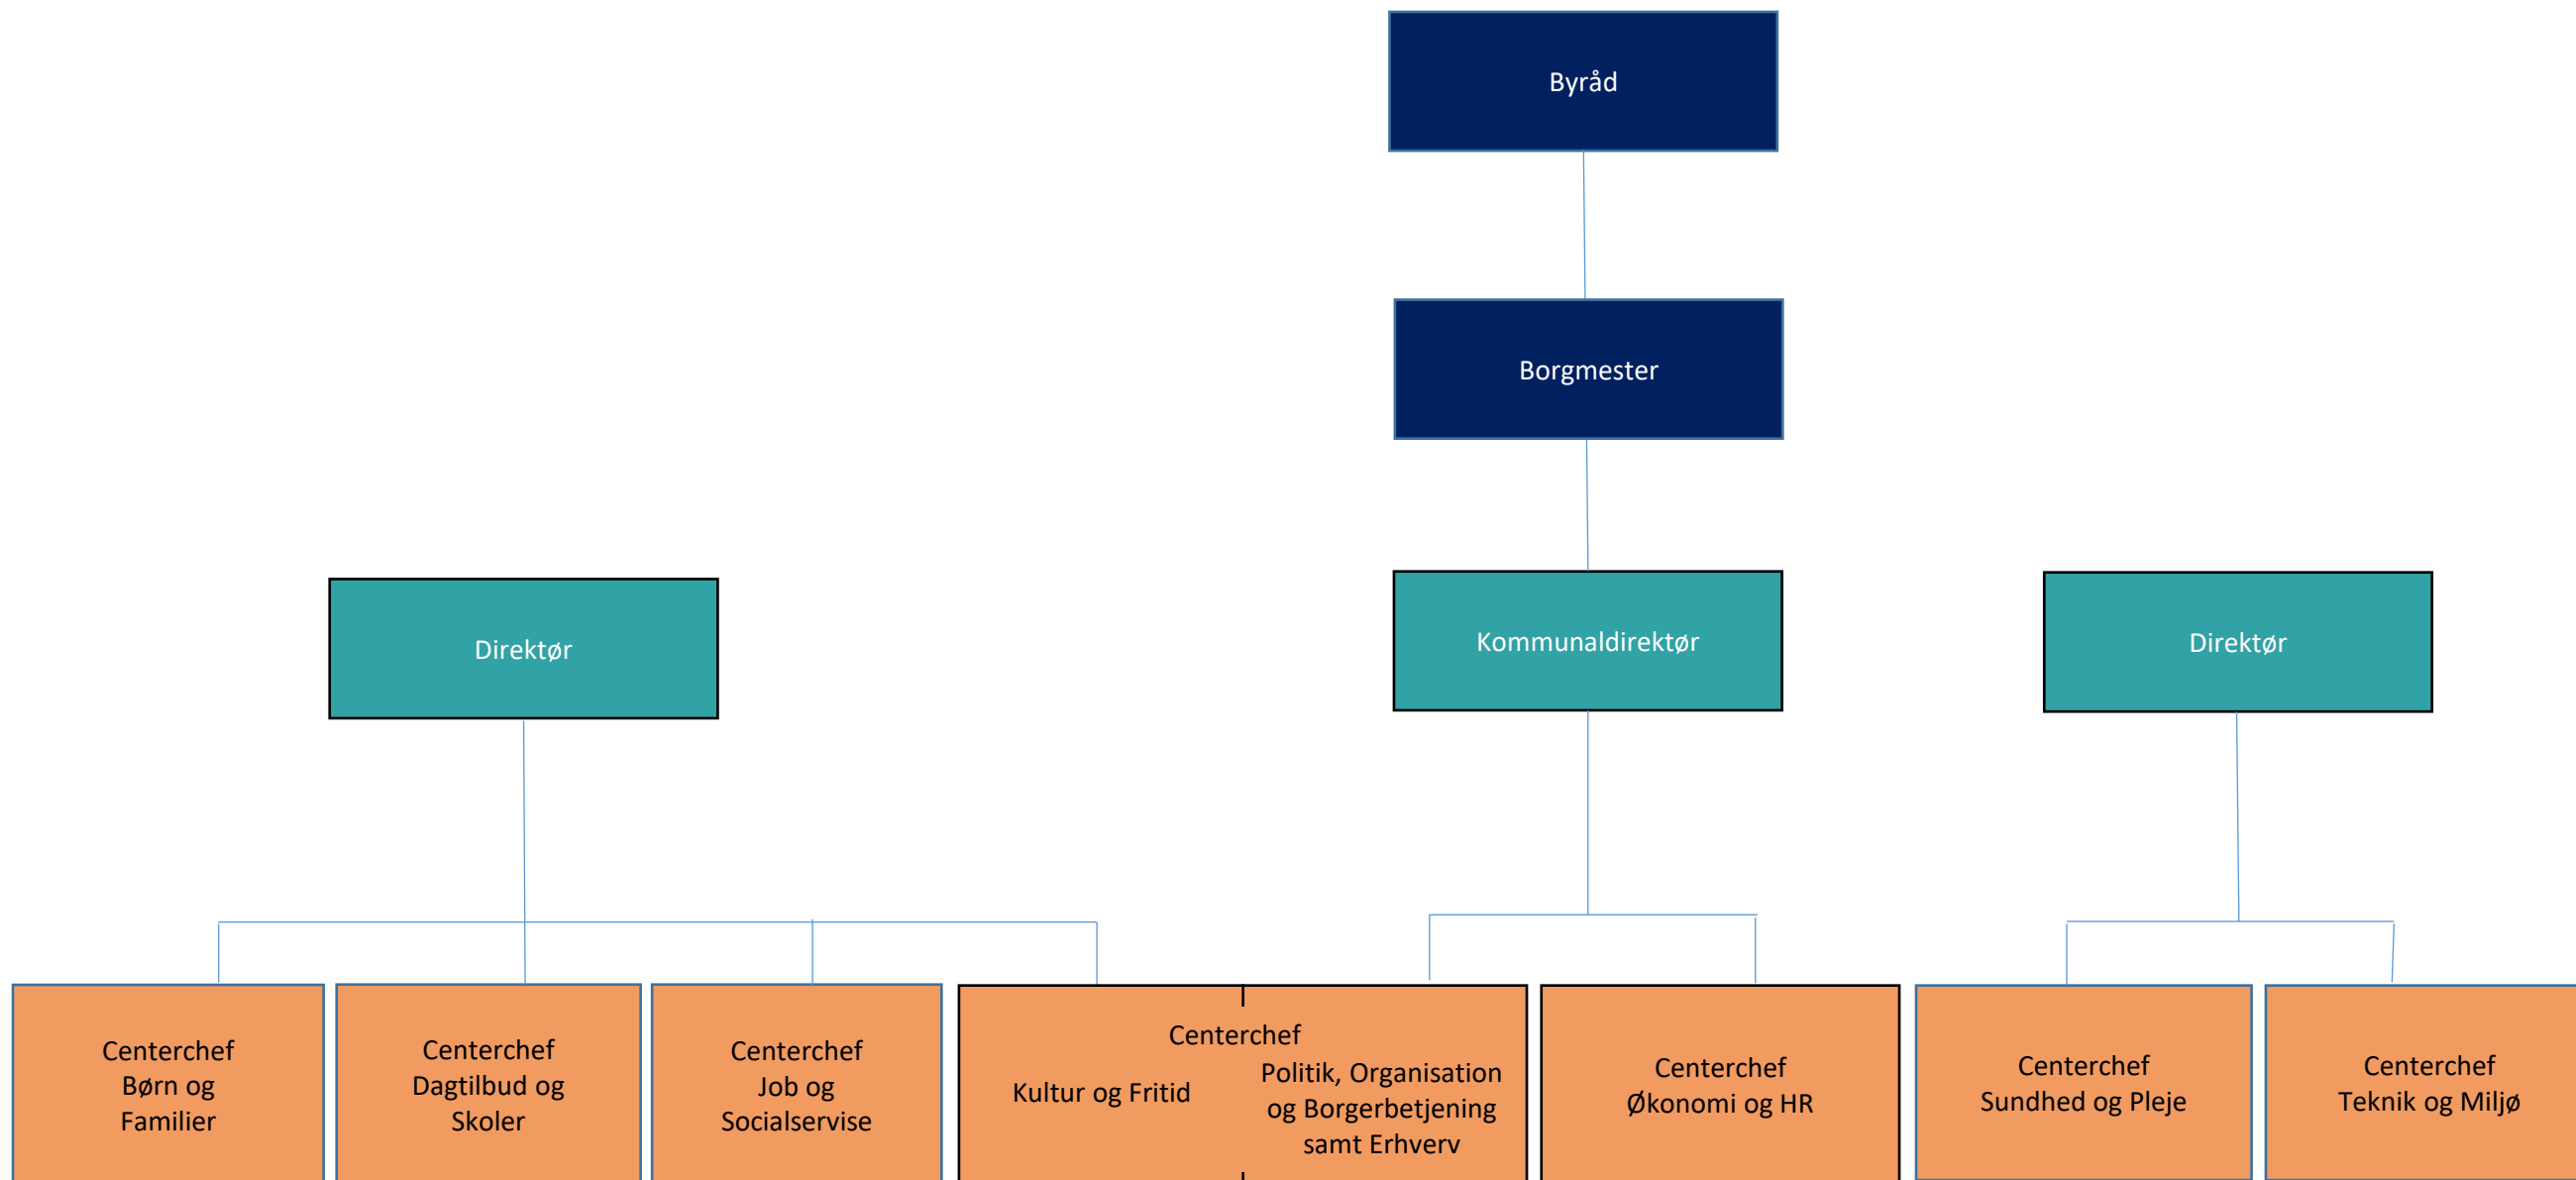 Byråd
Borgmester
Direktør
Kommunaldirektør
Direktør
Centerchef
Børn og
Familier
Centerchef
Dagtilbud og
Skoler
Centerchef
Job og
Socialservise
Centerchef
Kultur og Fritid
Politik, Organisation
og Borgerbetjening
samt Erhverv
Centerchef
Økonomi og HR
Centerchef
Sundhed og Pleje
Centerchef
Teknik og Miljø